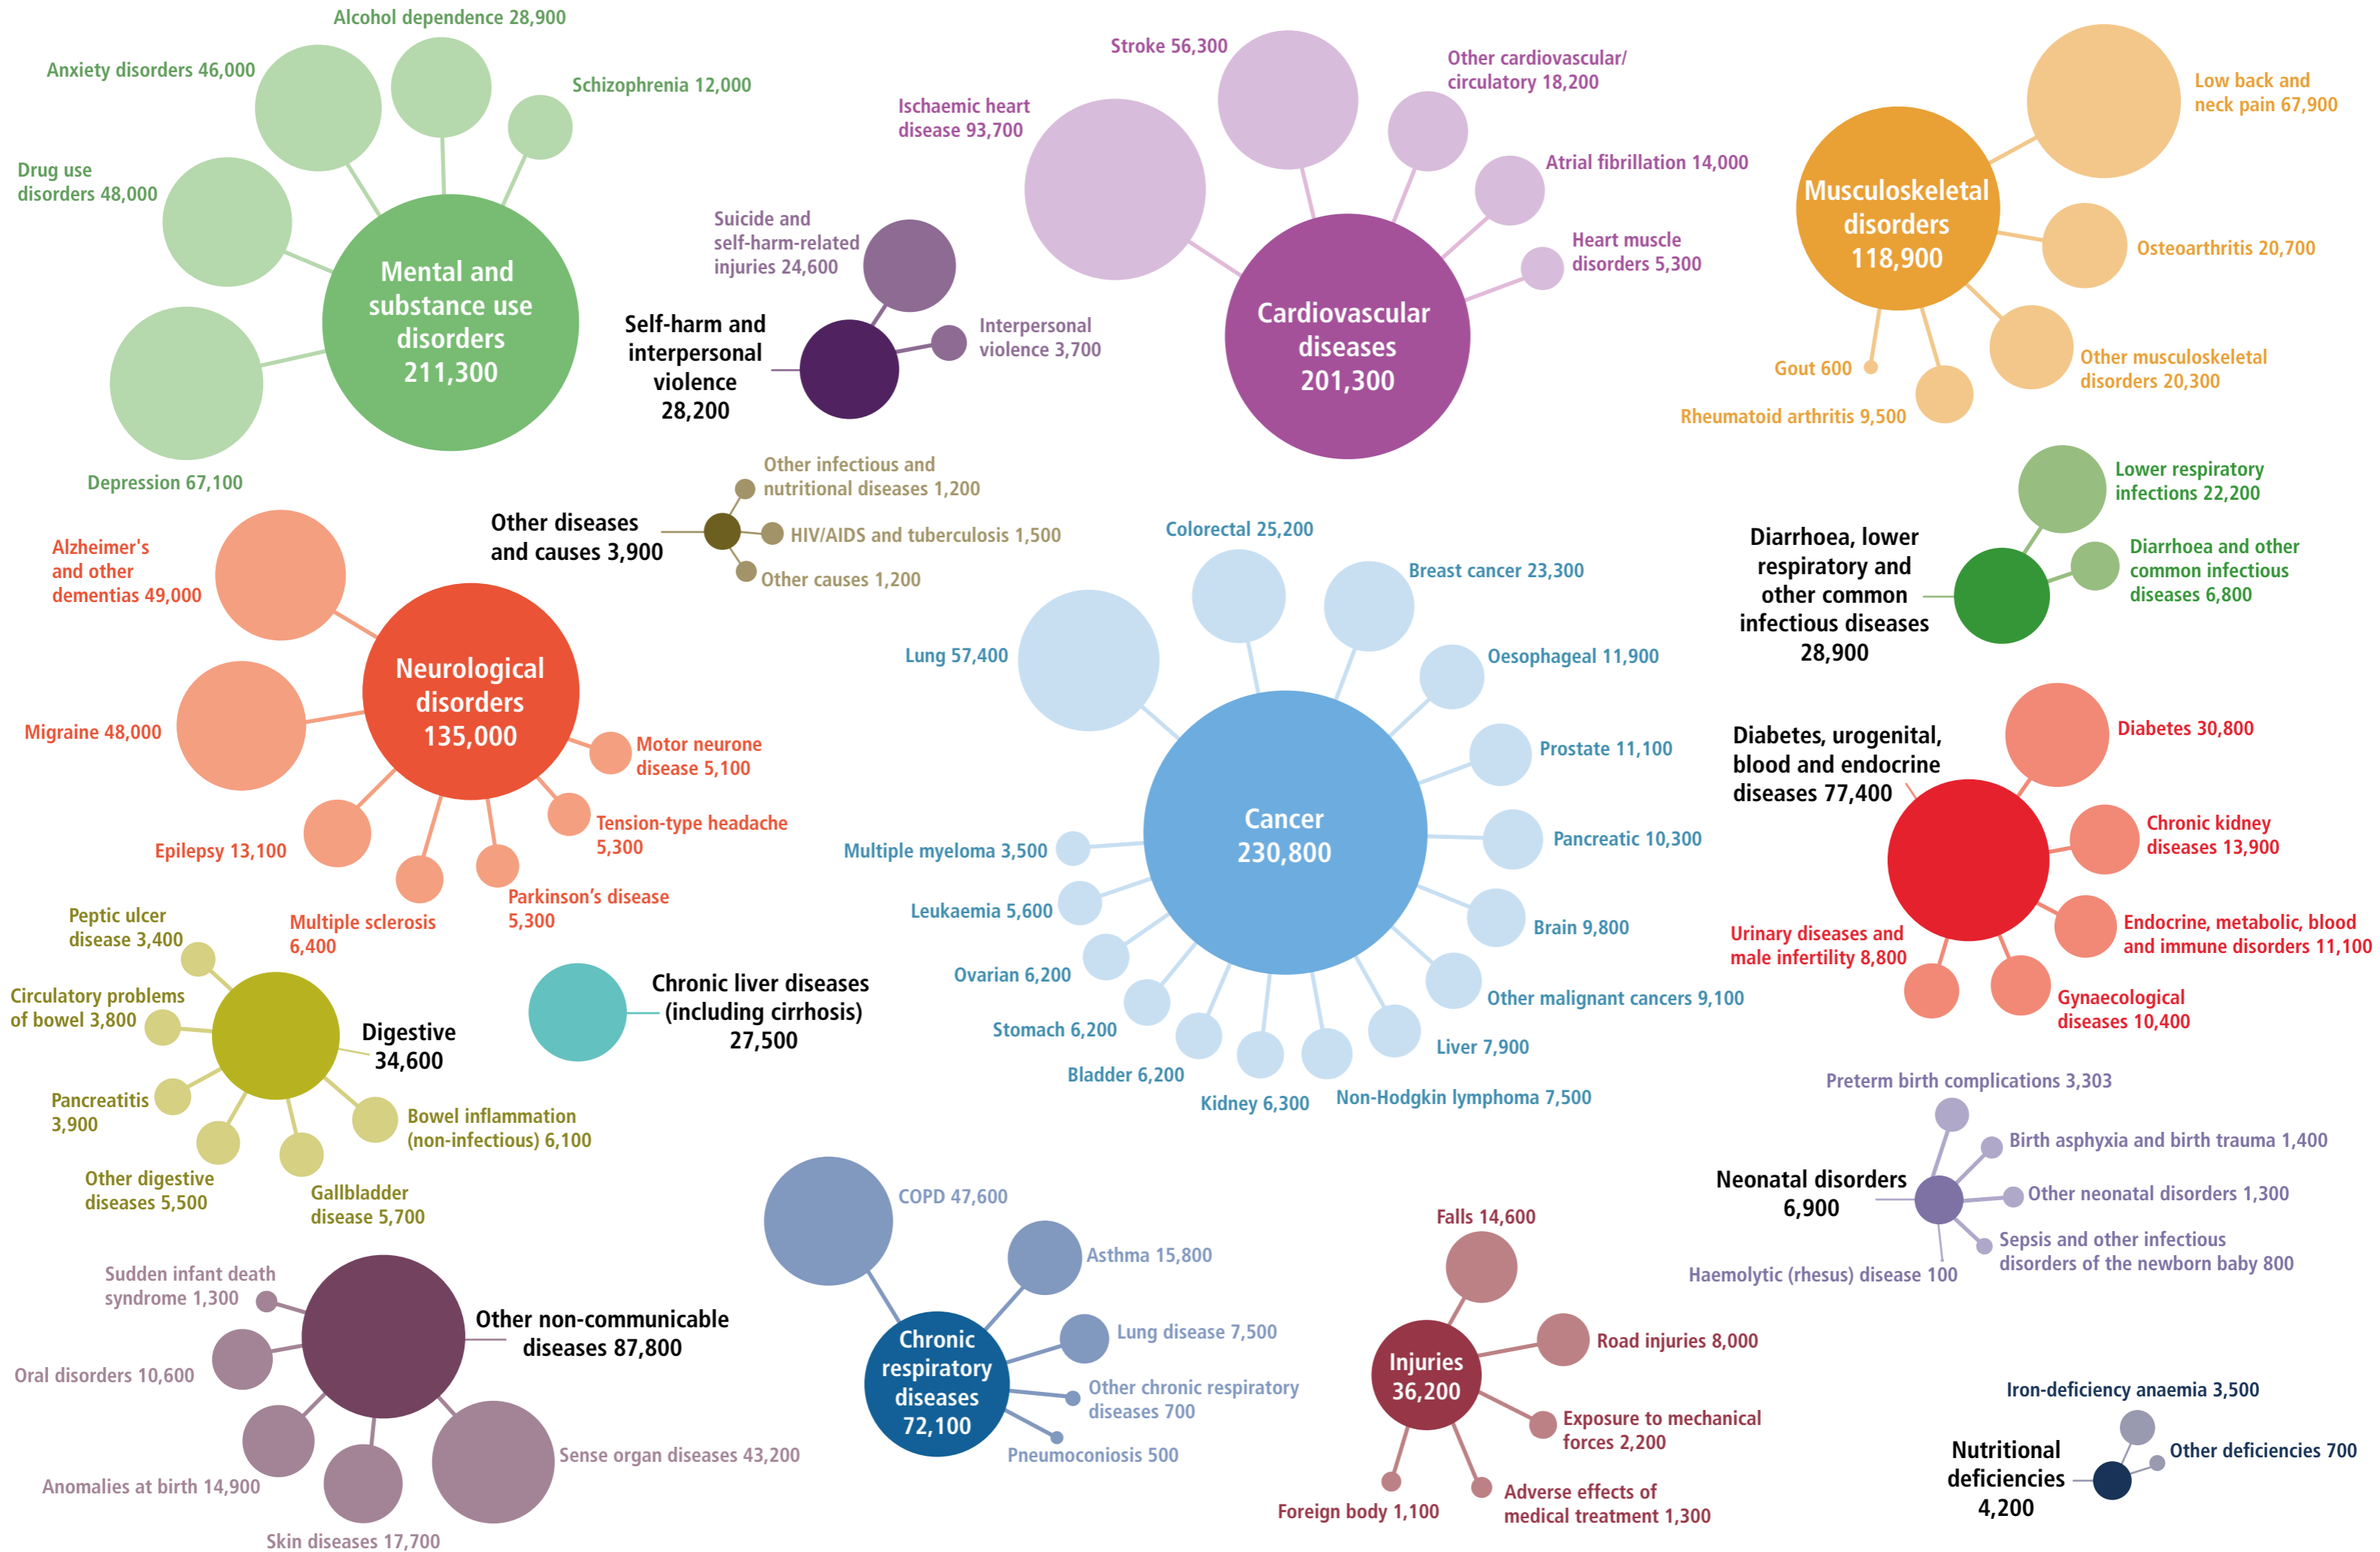 Alcohol dependence 28,900
Anxiety disorders 46,000
Schizophrenia 12,000
Drug use
disorders 48,000
Mental and
substance use
disorders
211,300
Depression 67,100
Suicide and
self-harm-related
injuries 24,600
Self-harm and
interpersonal
violence
28,200
Interpersonal
violence 3,700
Stroke 56,300
Other cardiovascular/
circulatory 18,200
Ischaemic heart
disease 93,700
Atrial fibrillation 14,000
Heart muscle
disorders 5,300
Cardiovascular
diseases
201,300
Low back and
neck pain 67,900
Musculoskeletal
disorders
118,900
Osteoarthritis 20,700
Other musculoskeletal
disorders 20,300
Gout 600
Rheumatoid arthritis 9,500
Other infectious and
nutritional diseases 1,200
Other diseases
and causes 3,900
HIV/AIDS and tuberculosis 1,500
Other causes 1,200
Lower respiratory
infections 22,200
Diarrhoea, lower
respiratory and
other common
infectious diseases
28,900
Diarrhoea and other
common infectious
diseases 6,800
Alzheimer's
and other
dementias 49,000
Neurological
disorders
135,000
Migraine 48,000
Motor neurone
disease 5,100
Tension-type headache
5,300
Epilepsy 13,100
Parkinson’s disease
5,300
Multiple sclerosis
6,400
Colorectal 25,200
Breast cancer 23,300
Lung 57,400
Oesophageal 11,900
Prostate 11,100
Cancer
230,800
Pancreatic 10,300
Multiple myeloma 3,500
Leukaemia 5,600
Brain 9,800
Ovarian 6,200
Other malignant cancers 9,100
Stomach 6,200
Liver 7,900
Bladder 6,200
Kidney 6,300
Non-Hodgkin lymphoma 7,500
Diabetes 30,800
Diabetes, urogenital,
blood and endocrine
diseases 77,400
Chronic kidney
diseases 13,900
Endocrine, metabolic, blood
and immune disorders 11,100
Urinary diseases and
male infertility 8,800
Gynaecological
diseases 10,400
Peptic ulcer
disease 3,400
Circulatory problems
of bowel 3,800
Digestive
34,600
Pancreatitis
3,900
Bowel inflammation
(non-infectious) 6,100
Other digestive
diseases 5,500
Gallbladder
disease 5,700
Chronic liver diseases
(including cirrhosis)
27,500
Preterm birth complications 3,303
Birth asphyxia and birth trauma 1,400
Neonatal disorders
6,900
Other neonatal disorders 1,300
Sepsis and other infectious
disorders of the newborn baby 800
Haemolytic (rhesus) disease 100
Sudden infant death
syndrome 1,300
Other non-communicable
diseases 87,800
Oral disorders 10,600
Anomalies at birth 14,900
Sense organ diseases 43,200
Skin diseases 17,700
COPD 47,600
Asthma 15,800
Lung disease 7,500
Chronic
respiratory
diseases
72,100
Other chronic respiratory
diseases 700
Pneumoconiosis 500
Falls 14,600
Road injuries 8,000
Injuries
36,200
Exposure to mechanical
forces 2,200
Foreign body 1,100
Adverse effects of
medical treatment 1,300
Iron-deficiency anaemia 3,500
Nutritional
deficiencies
4,200
Other deficiencies 700